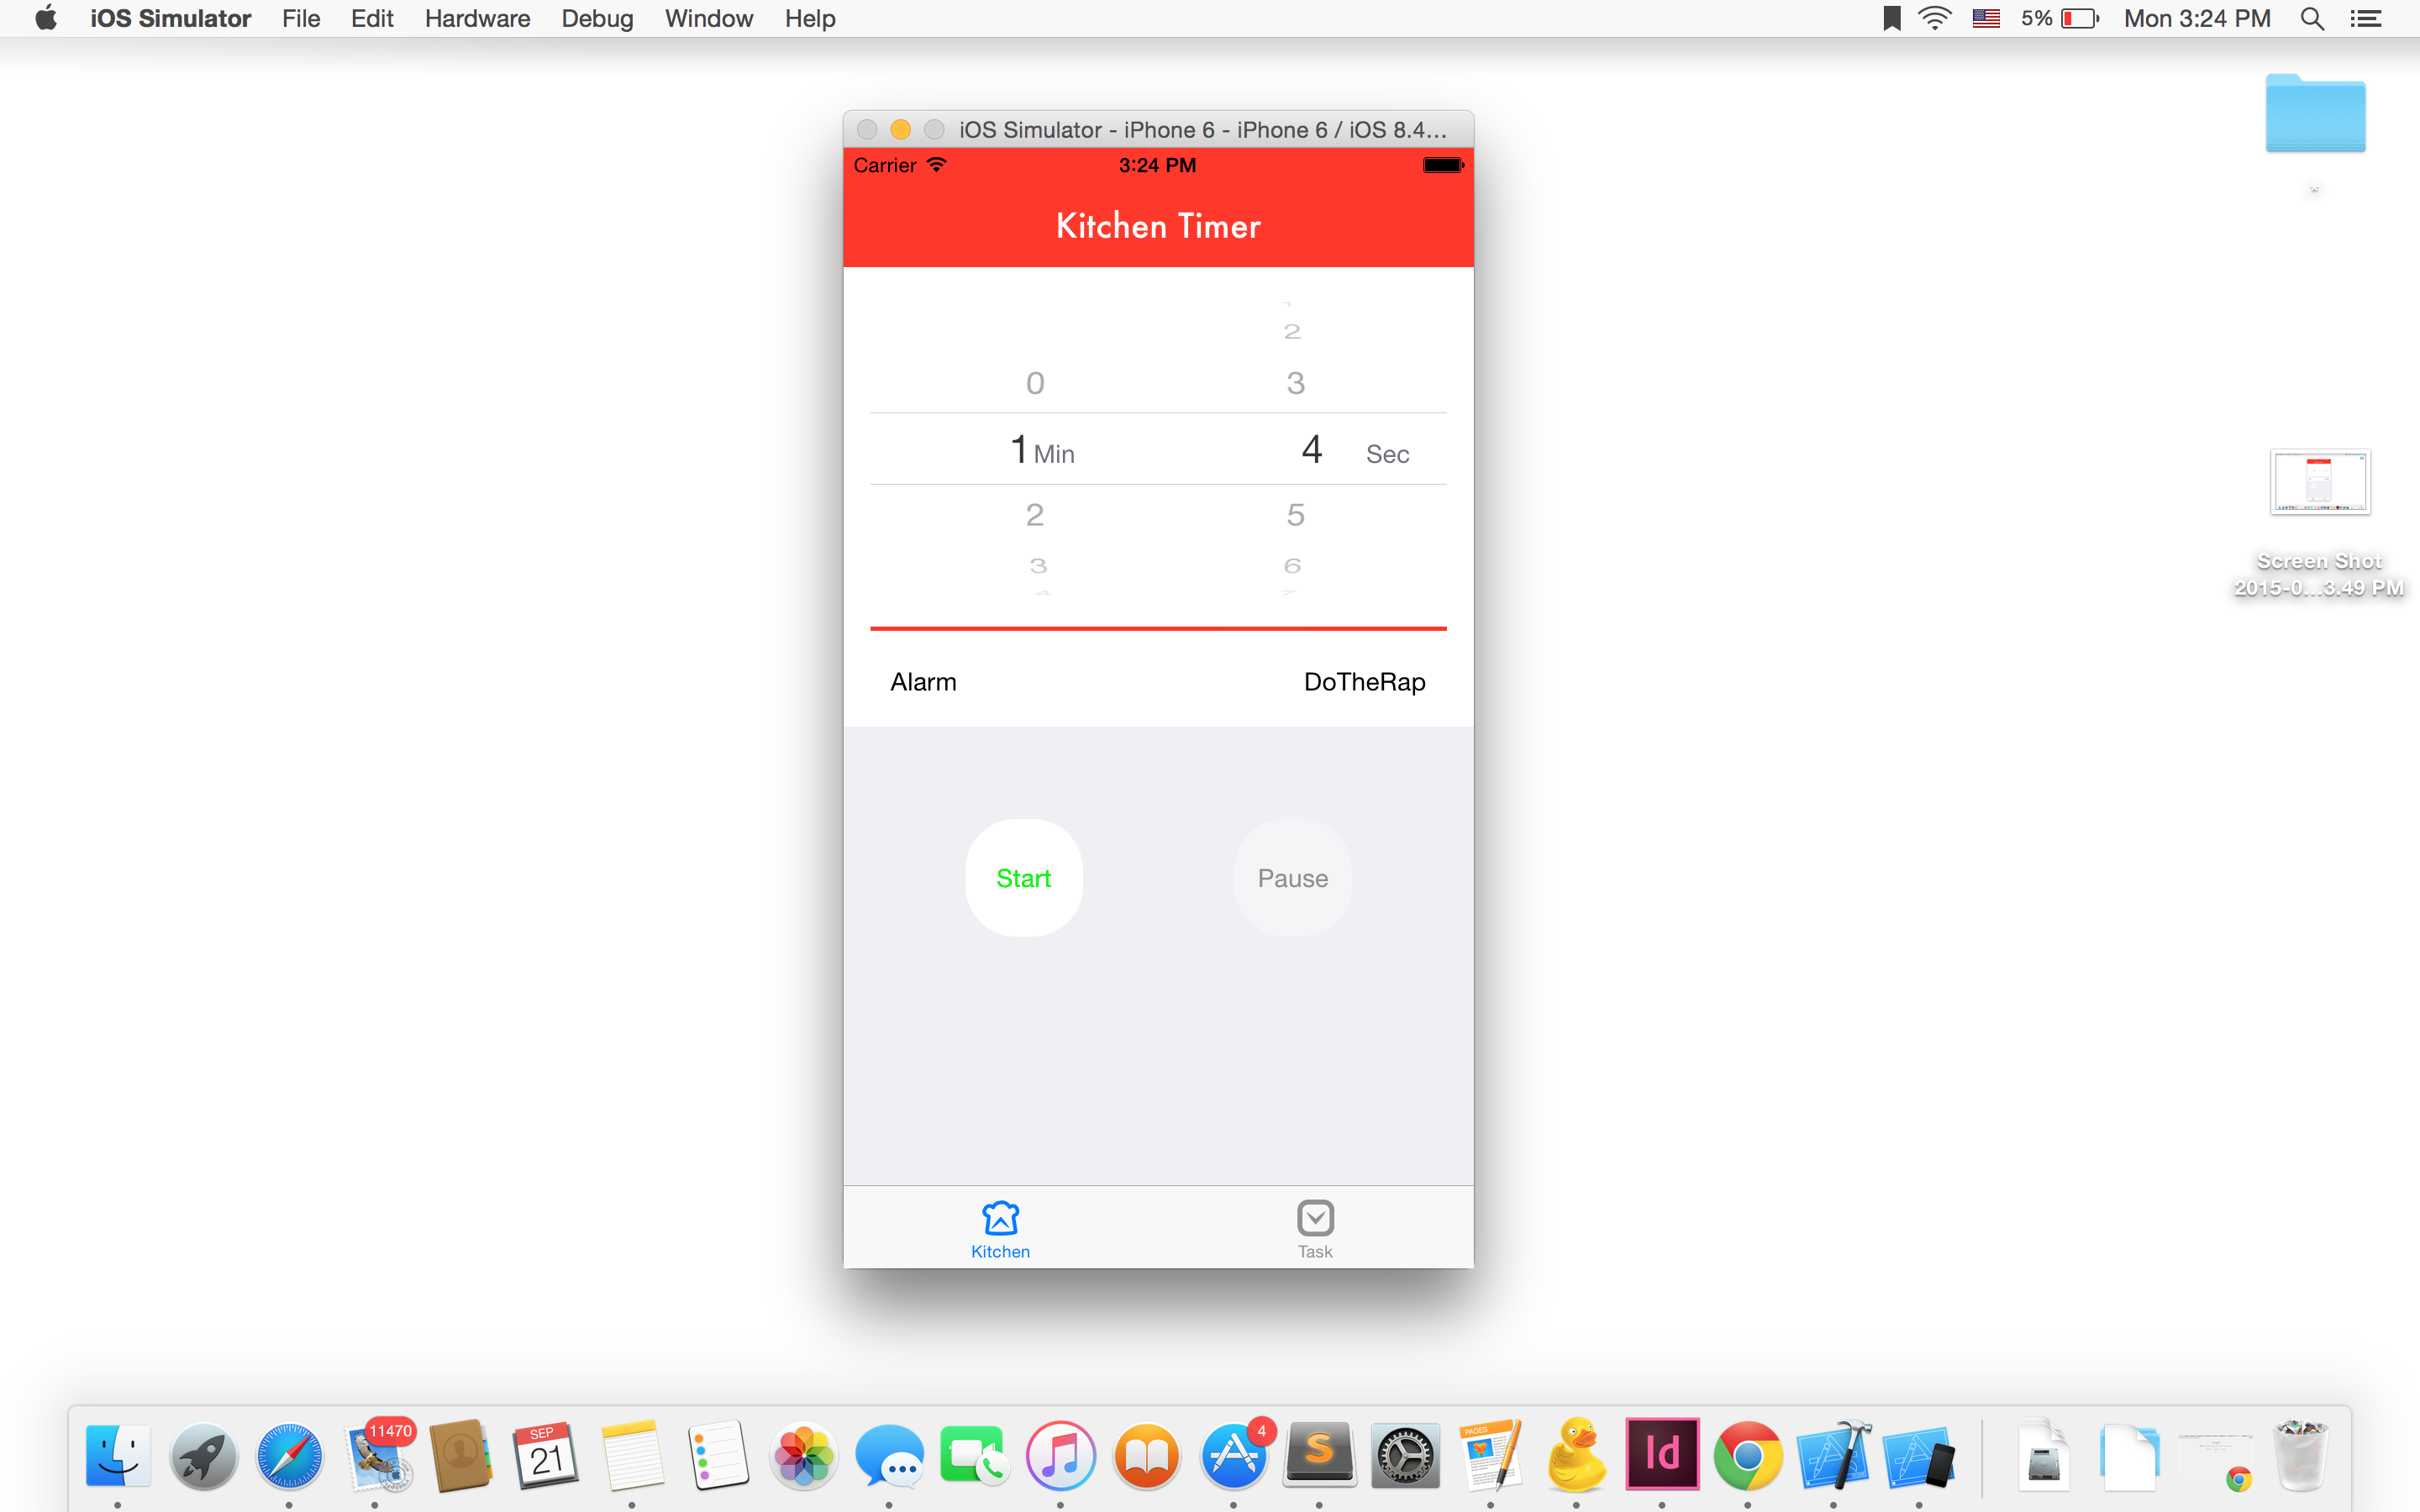 iOS Simulator File Edit Hardware Debug Window Help 5% Mon 3:24 PM
iOS Simulator - iPhone 6 - iPhone 6 / iOS 8.4...
Carrier 3:24 PM
Kitchen Timer
2
0 3
1 Min 4 Sec
2 5
3 6
4 7
Alarm DoTheRap
Start Pause
Kitchen Task
Screen Shot
2015-0...3.49 PM
11470
SEP
21
4
S
PAGES
Id